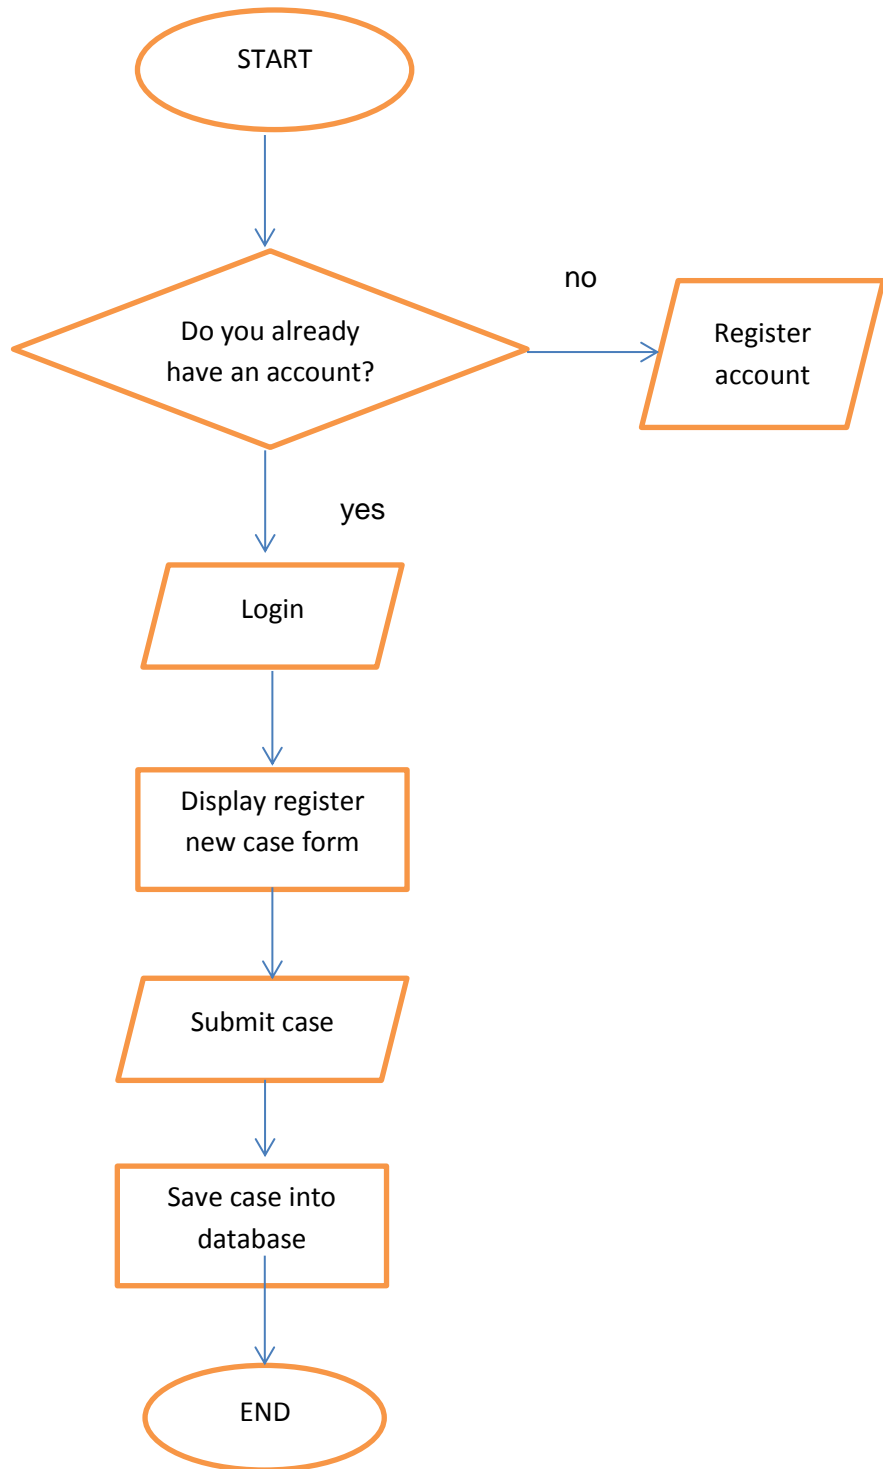 START
no
Do you already
have an account?
Register
account
yes
Login
Display register
new case form
Submit case
Save case into
database
END